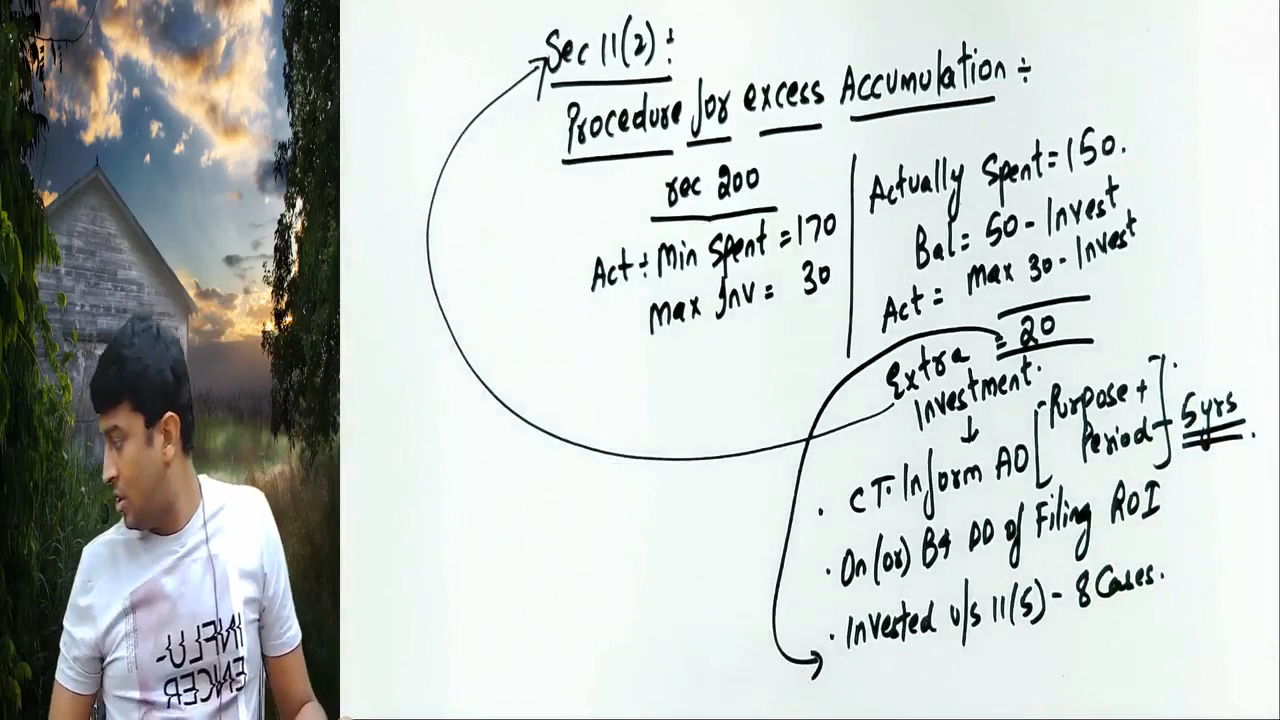 Sec 11(2) ÷
Procedure for excess Accumulation ÷
rec 200
Act ÷ Min Spent = 170
max Inv = 30
Actually Spent = 150.
Bal = 50 - Invest
Act = max 30 - Invest
Extra = 20
Investment.
↓
. CT. Inform AO [Purpose + Period] 5yrs
. On (or) B4 DD of Filing ROI
. Invested u/s 11(5) - 8 Cases.
INFLU-
ENCER